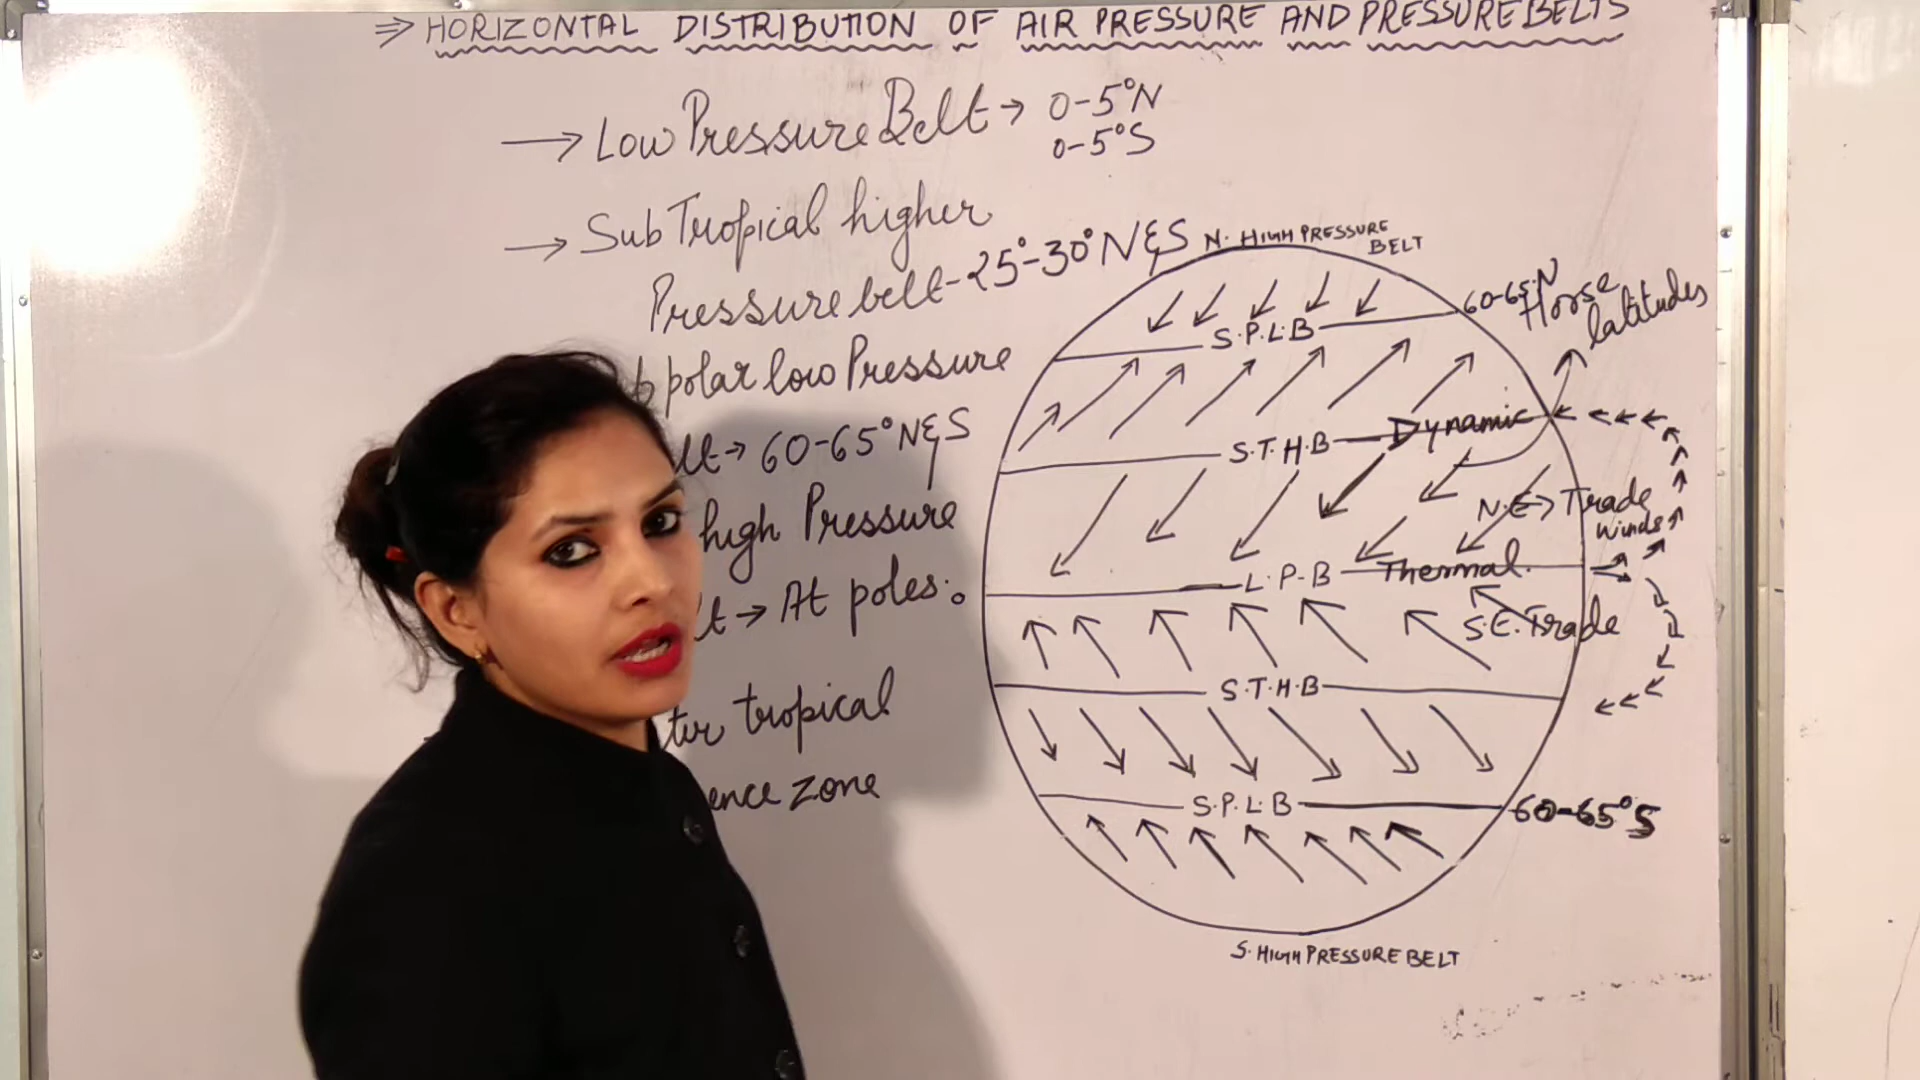 ⇒ HORIZONTAL DISTRIBUTION OF AIR PRESSURE AND PRESSURE BELTS
→ Low Pressure Belt → 0-5°N
0-5°S
→ Sub Tropical higher
Pressure belt-25°-30° N & S
polar low Pressure
→ 60-65° N & S
high Pressure
→ At poles.
tropical
zone
N. HIGH PRESSURE
BELT
60-65°N
Horse
latitudes
S.P.L.B
S.T.H.B
Dynamic
N.E → Trade
winds
L.P.B
Thermal.
S.E. Trade
S.T.H.B
S.P.L.B
60-65°S
S. HIGH PRESSURE BELT